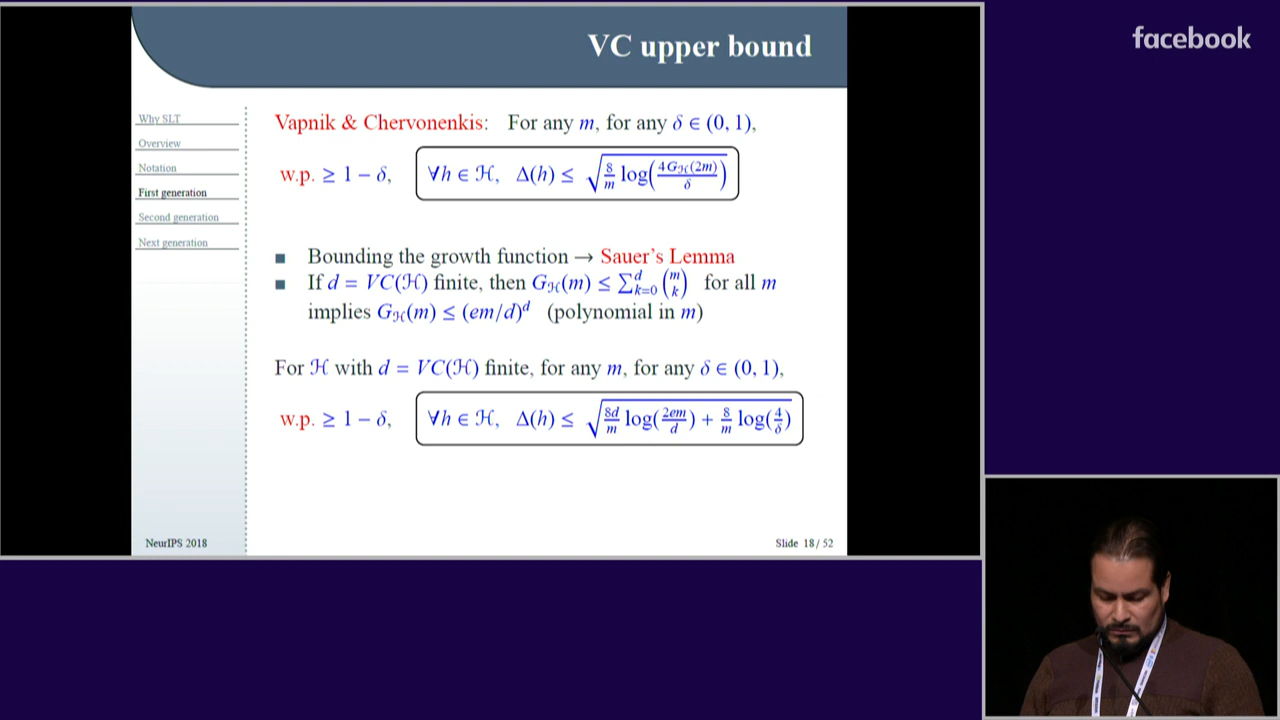 VC upper bound
facebook
Why SLT
Overview
Notation
First generation
Second generation
Next generation
Vapnik & Chervonenkis: For any m, for any δ ∈ (0, 1),
w.p. ≥ 1 − δ, ∀h ∈ ℋ, Δ(h) ≤ √(8/m log(4G_ℋ(2m)/δ))
■ Bounding the growth function → Sauer's Lemma
■ If d = VC(ℋ) finite, then G_ℋ(m) ≤ ∑_{k=0}^{d} (m k) for all m
implies G_ℋ(m) ≤ (em/d)^d (polynomial in m)
For ℋ with d = VC(ℋ) finite, for any m, for any δ ∈ (0, 1),
w.p. ≥ 1 − δ, ∀h ∈ ℋ, Δ(h) ≤ √(8d/m log(2em/d) + 8/m log(4/δ))
NeurIPS 2018
Slide 18 / 52